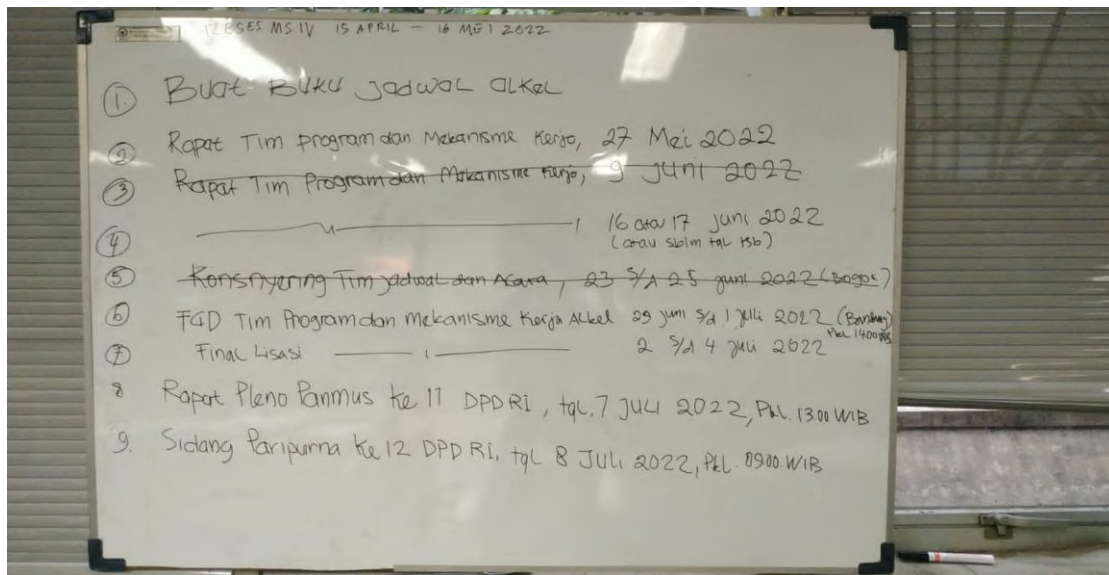 RESES MS IV 15 APRIL - 16 MEI 2022
1. Buat Buku Jadwal alkel
2 Rapat Tim program dan Mekanisme Kerja, 27 Mei 2022
3 Rapat Tim Program dan Mekanisme Kerja, 9 Juni 2022
4 16 atau 17 Juni 2022
(atau sblm tgl tsb)
5 Konsnyering Tim jadwal dan Acara, 23 S/d 25 Juni 2022 (Bogor)
6 FGD Tim Program dan Mekanisme Kerja Alkel 29 Juni S/d 1 Juli 2022 (Bandung)
Pkl 14.00 WIB
7 Finalisasi 2 S/d 4 Juli 2022
8 Rapat Pleno Panmus Ke 11 DPD RI, tgl. 7 JULI 2022, Pkl. 13.00 WIB
9. Sidang Paripurna Ke 12 DPD RI, tgl 8 JULI 2022, Pkl. 0900. WIB